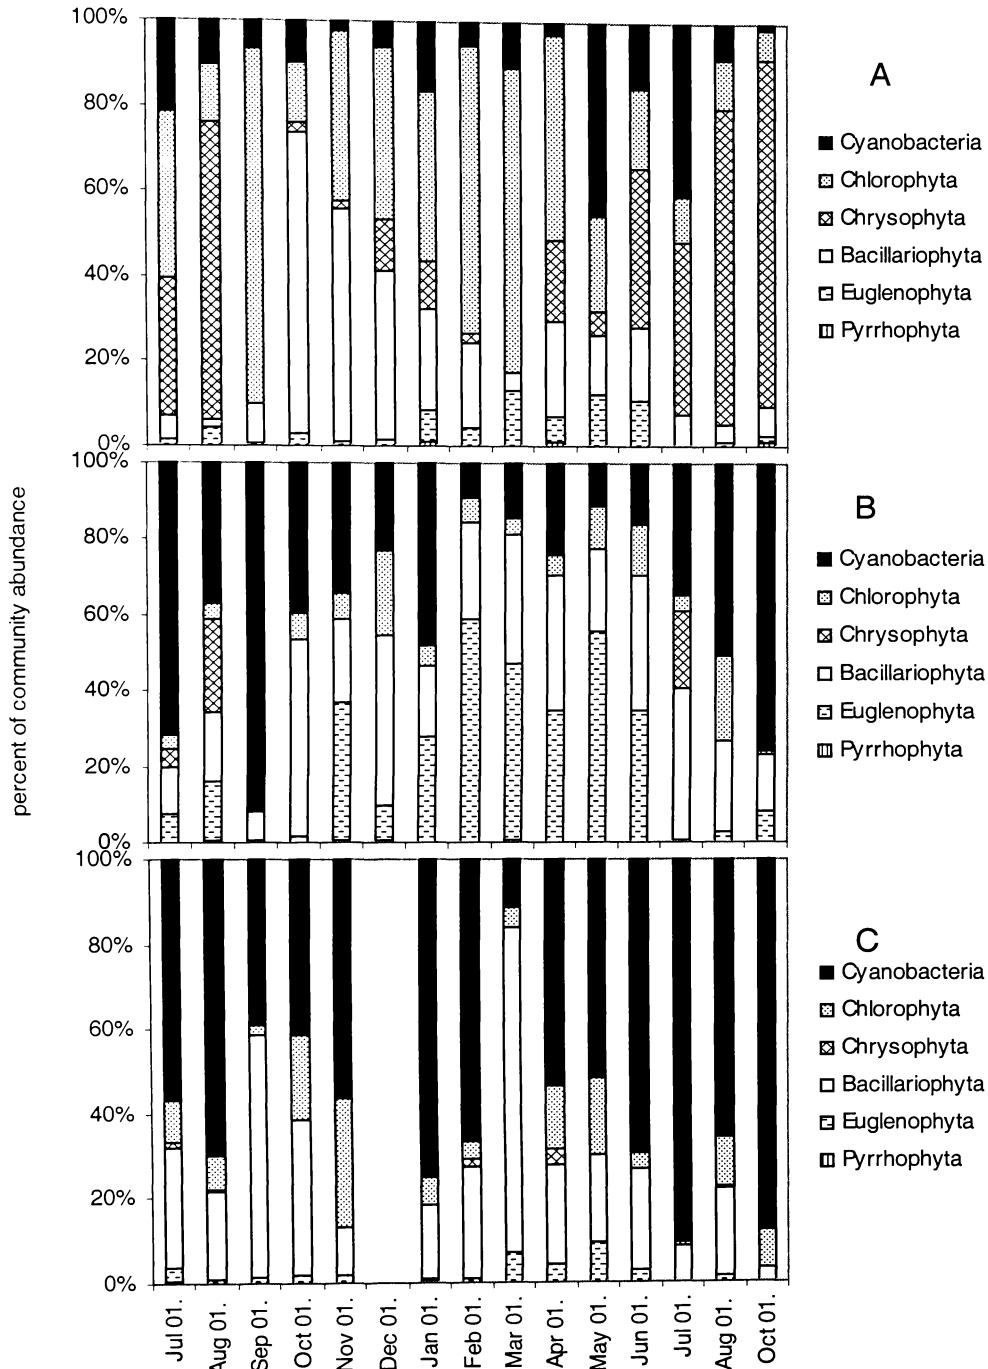 100%
80%
60%
40%
20%
0%
A
Cyanobacteria
Chlorophyta
Chrysophyta
Bacillariophyta
Euglenophyta
Pyrrhophyta
percent of community abundance
100%
80%
60%
40%
20%
0%
B
Cyanobacteria
Chlorophyta
Chrysophyta
Bacillariophyta
Euglenophyta
Pyrrhophyta
100%
80%
60%
40%
20%
0%
C
Cyanobacteria
Chlorophyta
Chrysophyta
Bacillariophyta
Euglenophyta
Pyrrhophyta
Jul 01.
Aug 01.
Sep 01.
Oct 01.
Nov 01.
Dec 01.
Jan 01.
Feb 01.
Mar 01.
Apr 01.
May 01.
Jun 01.
Jul 01.
Aug 01.
Oct 01.